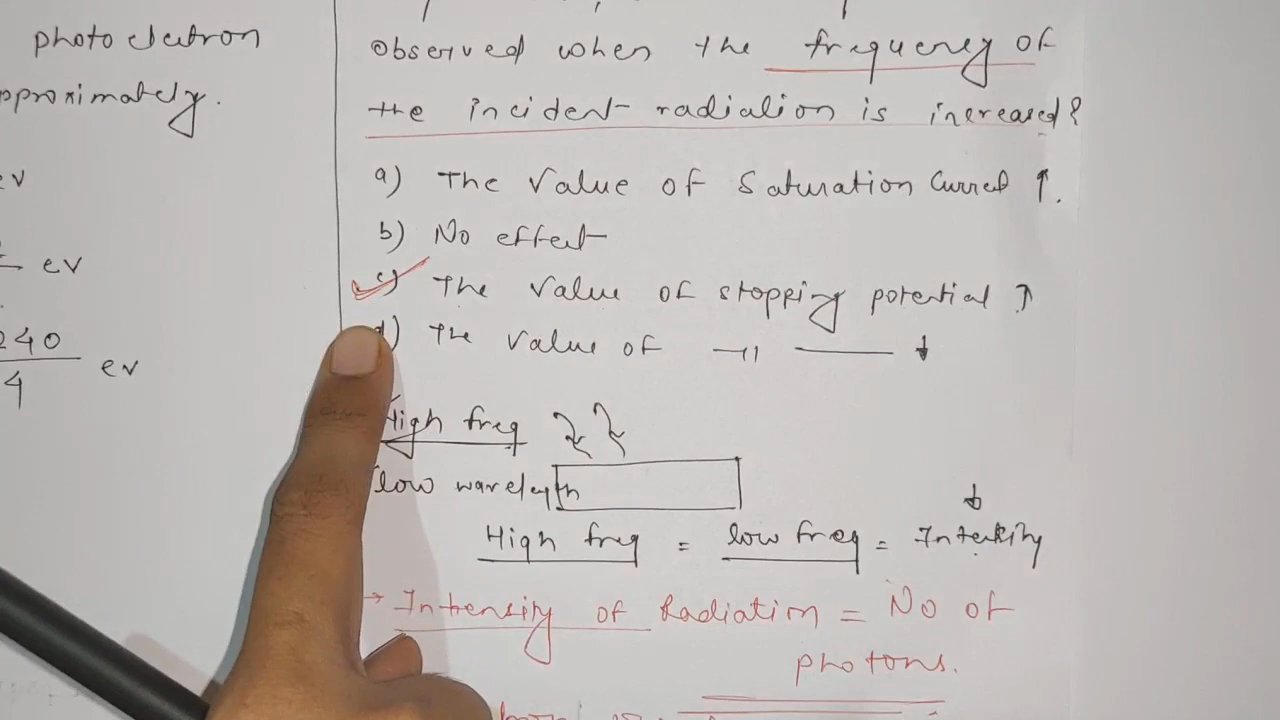 photo electron
pproximately.
ev
ev
240
4
ev
observed when the frequency of
the incident radiation is increased?
a) The value of saturation current ↑.
b) No effect
c) The value of stopping potential ↑
d) The value of –11 –– ↓
High freq
low wavelength
High freq = low freq = Intensity
→ Intensity of Radiation = No of
photons.